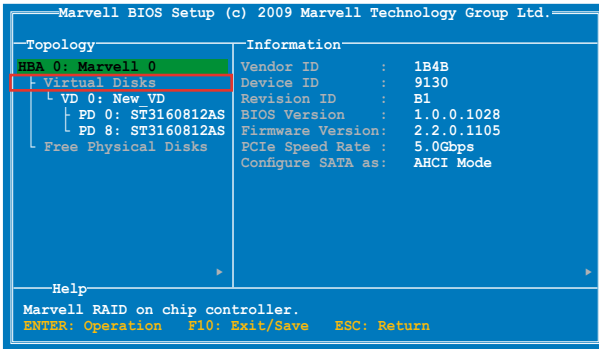 Marvell BIOS Setup (c) 2009 Marvell Technology Group Ltd.
Topology
HBA 0: Marvell 0
Virtual Disks
VD 0: New_VD
PD 0: ST3160812AS
PD 8: ST3160812AS
Free Physical Disks
Information
Vendor ID : 1B4B
Device ID : 9130
Revision ID : B1
BIOS Version : 1.0.0.1028
Firmware Version: 2.2.0.1105
PCIe Speed Rate : 5.0Gbps
Configure SATA as: AHCI Mode
Help
Marvell RAID on chip controller.
ENTER: Operation F10: Exit/Save ESC: Return